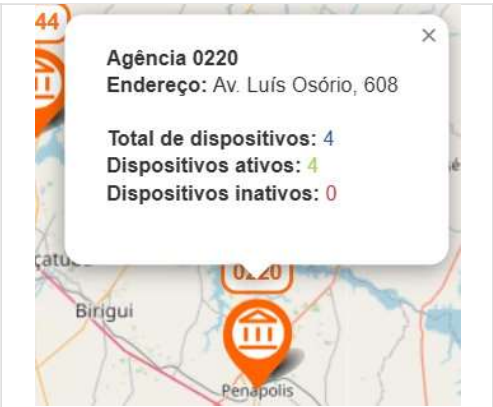 44
×
Agência 0220
Endereço: Av. Luís Osório, 608
Total de dispositivos: 4
Dispositivos ativos: 4
Dispositivos inativos: 0
0220
Birigui
Penápolis